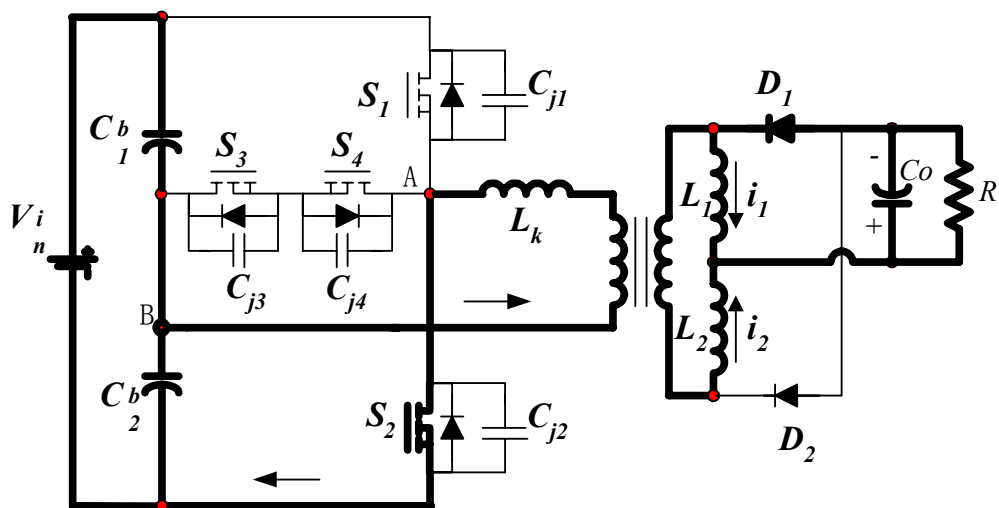 S1
Cj1
D1
Cb1
S3
S4
A
L1
i1
-
Co
+
R
Vin
Lk
Cj3
Cj4
B
L2
i2
Cb2
S2
Cj2
D2